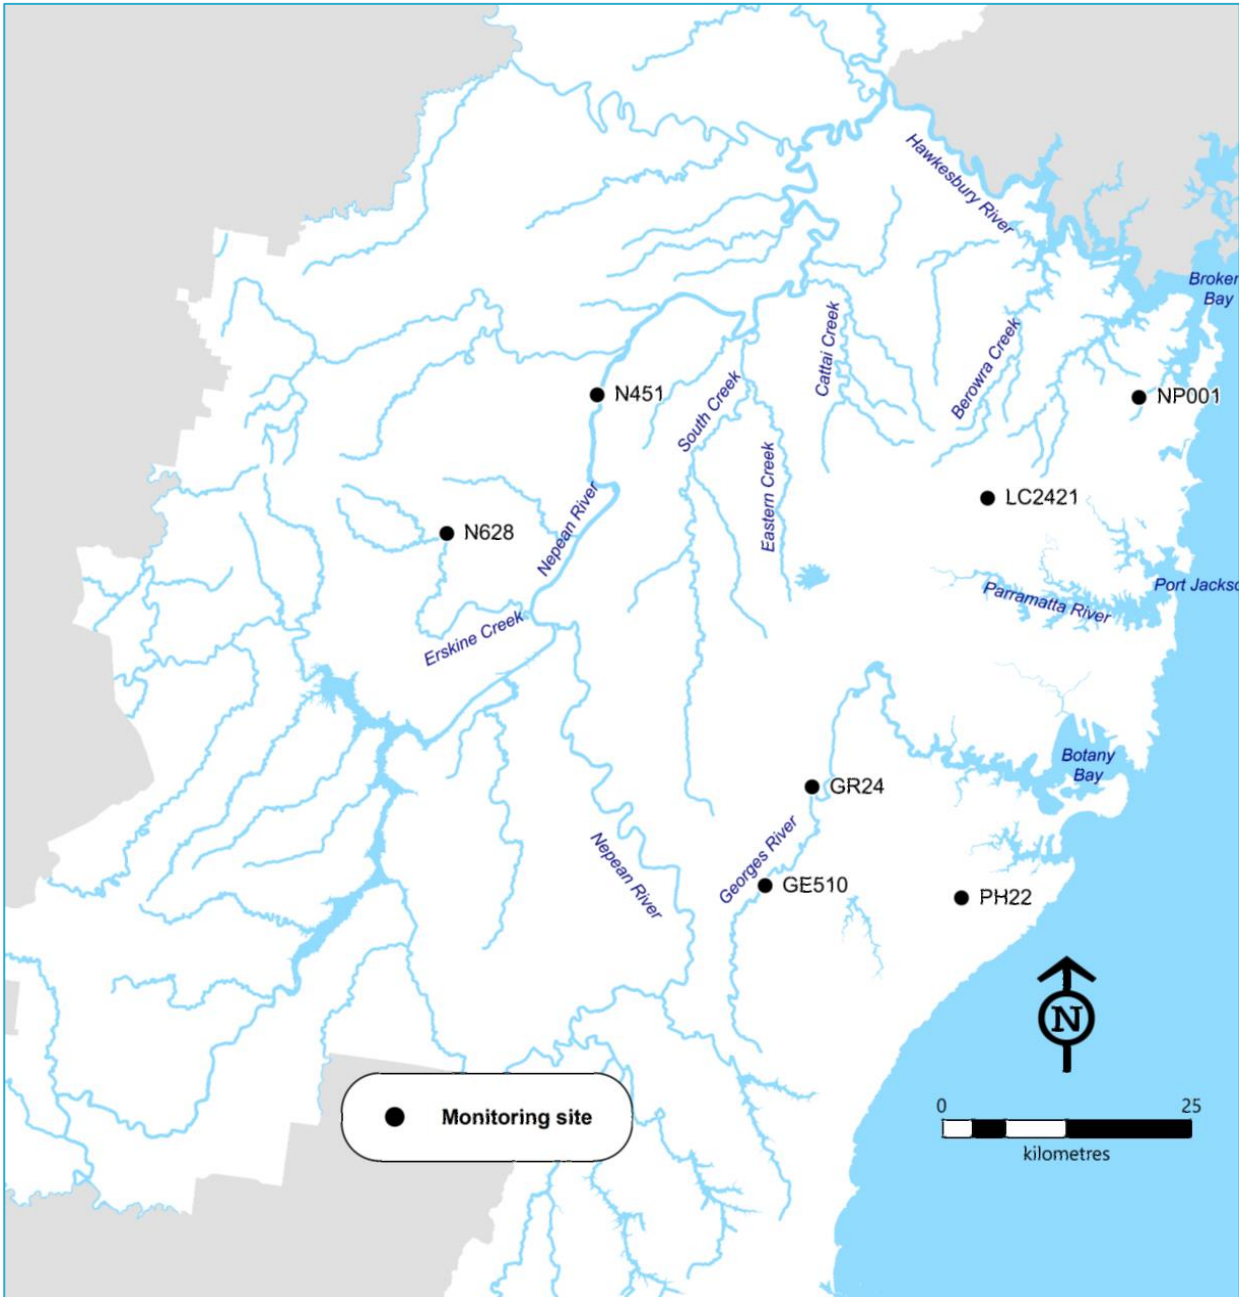 Hawkesbury River
Broken
Bay
Cattai Creek
Berowra Creek
N451
South Creek
NP001
Eastern Creek
LC2421
Nepean River
N628
Port Jackso
Parramatta River
Erskine Creek
Botany
Bay
GR24
Georges River
Nepean River
GE510
PH22
N
0 25
kilometres
Monitoring site